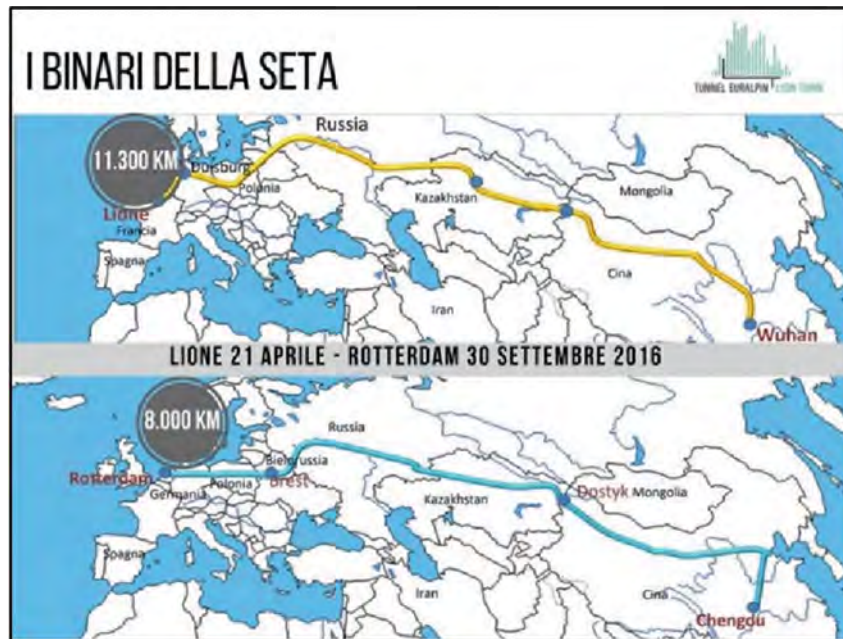 I BINARI DELLA SETA
TUNNEL EURALPIN LYON TURIN
11.300 KM
Russia
Duisburg
Polonia
Mongolia
Kazakhstan
Lione
Francia
Spagna
Cina
Iran
Wuhan
LIONE 21 APRILE - ROTTERDAM 30 SETTEMBRE 2016
8.000 KM
Russia
Bielorussia
Rotterdam
Polonia
Brest
Germania
Kazakhstan
Dostyk
Mongolia
Spagna
Iran
Cina
Chengdu